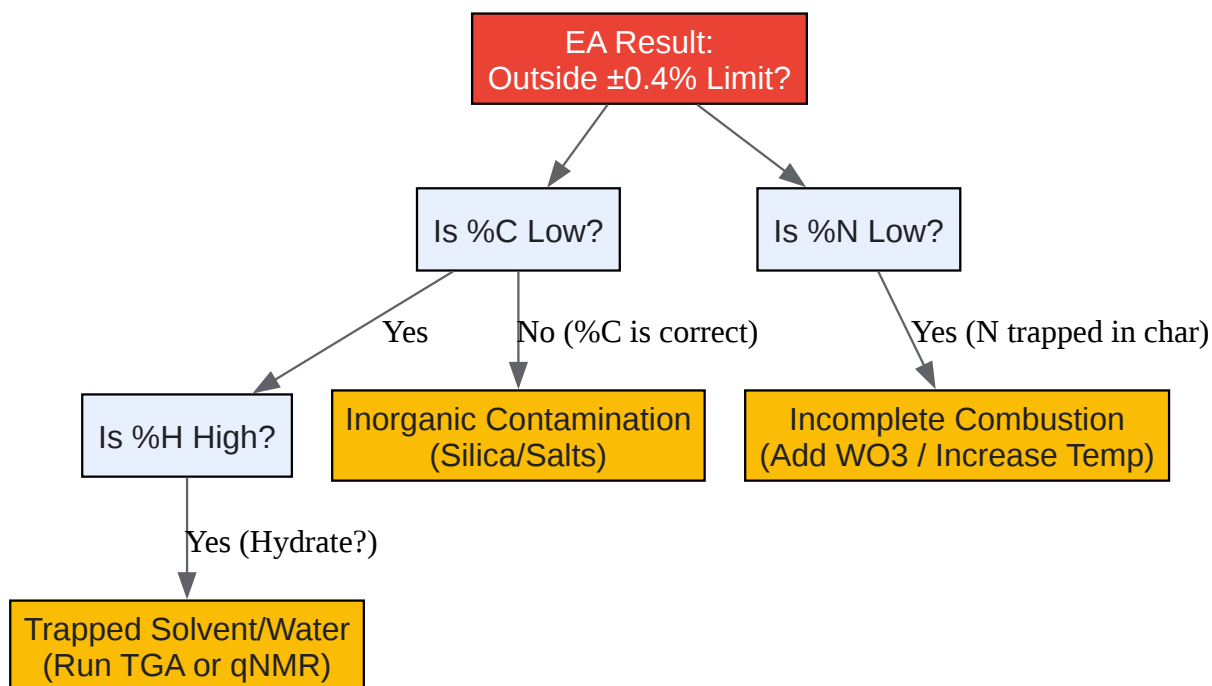 EA Result:
Outside ±0.4% Limit?
Is %C Low?
Is %N Low?
Yes
No (%C is correct)
Yes (N trapped in char)
Is %H High?
Inorganic Contamination
(Silica/Salts)
Incomplete Combustion
(Add WO3 / Increase Temp)
Yes (Hydrate?)
Trapped Solvent/Water
(Run TGA or qNMR)